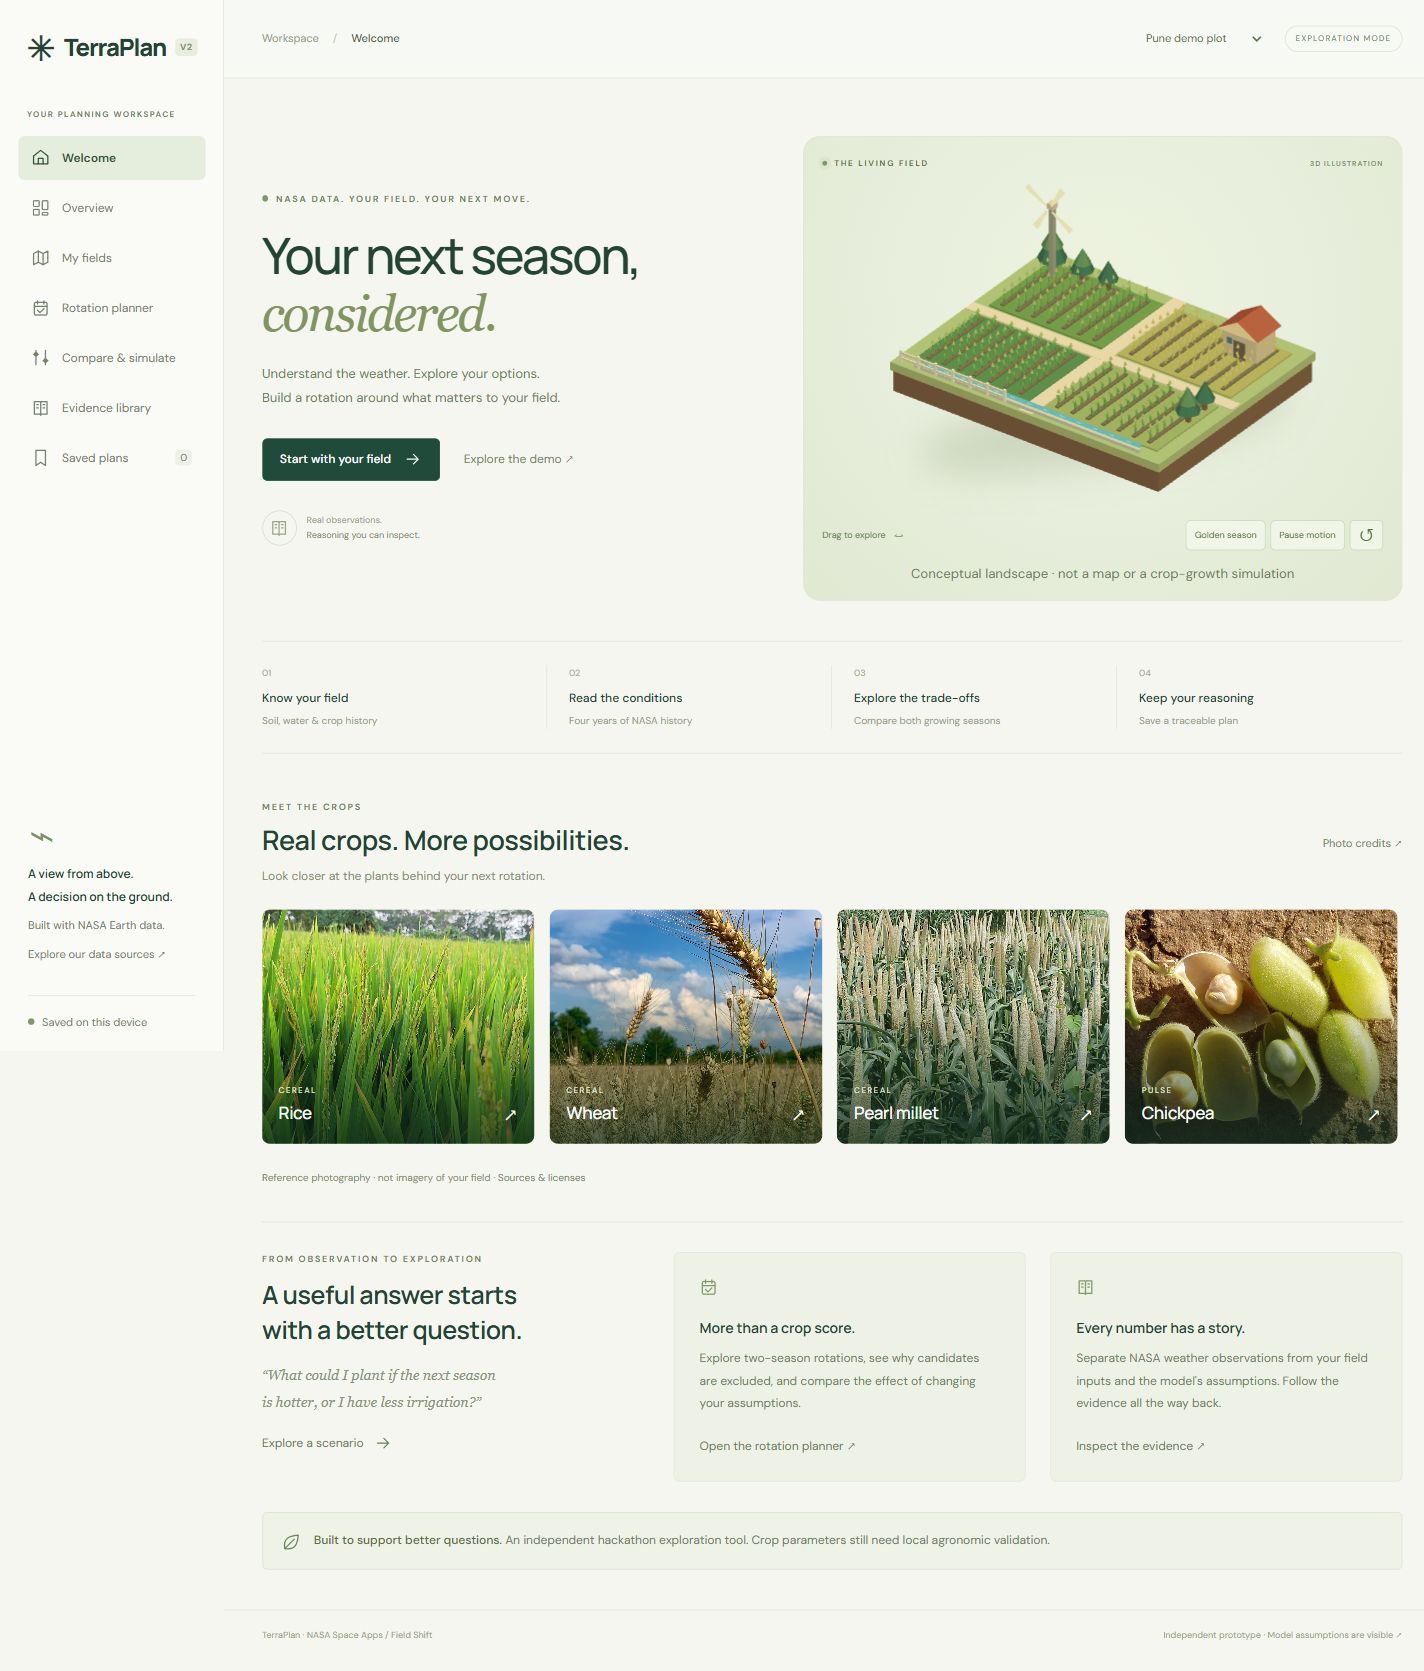 TerraPlan V2
YOUR PLANNING WORKSPACE
Welcome
Overview
My fields
Rotation planner
Compare & simulate
Evidence library
Saved plans 0
A view from above.
A decision on the ground.
Built with NASA Earth data.
Explore our data sources ↗
Saved on this device
Workspace / Welcome
Pune demo plot
EXPLORATION MODE
NASA DATA. YOUR FIELD. YOUR NEXT MOVE.
Your next season,
considered.
Understand the weather. Explore your options.
Build a rotation around what matters to your field.
Start with your field →
Explore the demo ↗
Real observations.
Reasoning you can inspect.
THE LIVING FIELD
3D ILLUSTRATION
Drag to explore
Golden season
Pause motion
Conceptual landscape · not a map or a crop-growth simulation
01
Know your field
Soil, water & crop history
02
Read the conditions
Four years of NASA history
03
Explore the trade-offs
Compare both growing seasons
04
Keep your reasoning
Save a traceable plan
MEET THE CROPS
Real crops. More possibilities.
Look closer at the plants behind your next rotation.
Photo credits ↗
CEREAL
Rice ↗
CEREAL
Wheat ↗
CEREAL
Pearl millet ↗
PULSE
Chickpea ↗
Reference photography · not imagery of your field · Sources & licenses
FROM OBSERVATION TO EXPLORATION
A useful answer starts
with a better question.
“What could I plant if the next season
is hotter, or I have less irrigation?”
Explore a scenario →
More than a crop score.
Explore two-season rotations, see why candidates
are excluded, and compare the effect of changing
your assumptions.
Open the rotation planner ↗
Every number has a story.
Separate NASA weather observations from your field
inputs and the model's assumptions. Follow the
evidence all the way back.
Inspect the evidence ↗
Built to support better questions. An independent hackathon exploration tool. Crop parameters still need local agronomic validation.
TerraPlan · NASA Space Apps / Field Shift
Independent prototype · Model assumptions are visible ↗